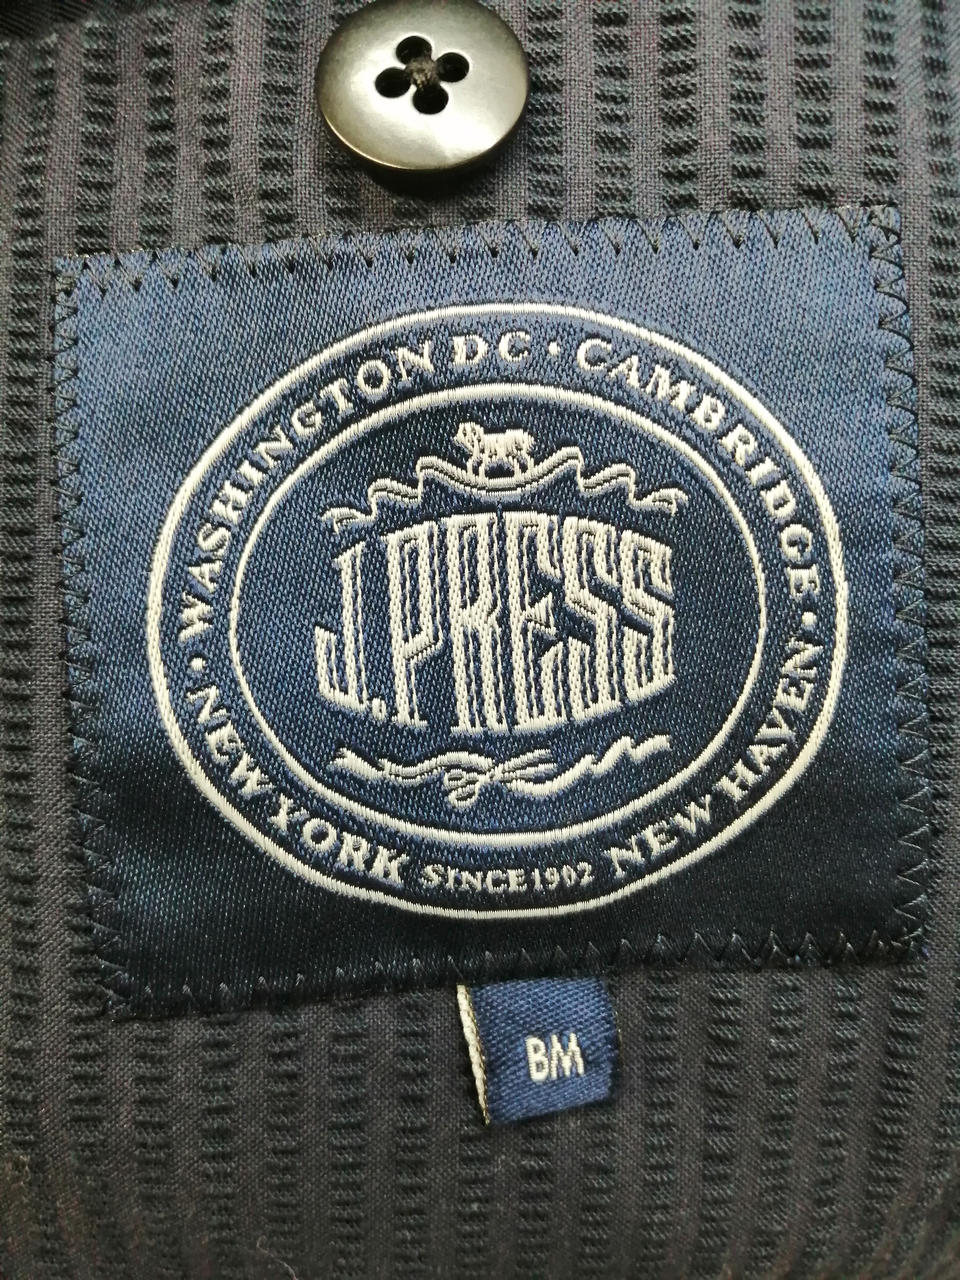 WASHINGTON DC · CAMBRIDGE ·
J.PRESS
· NEW YORK SINCE 1902 NEW HAVEN
BM